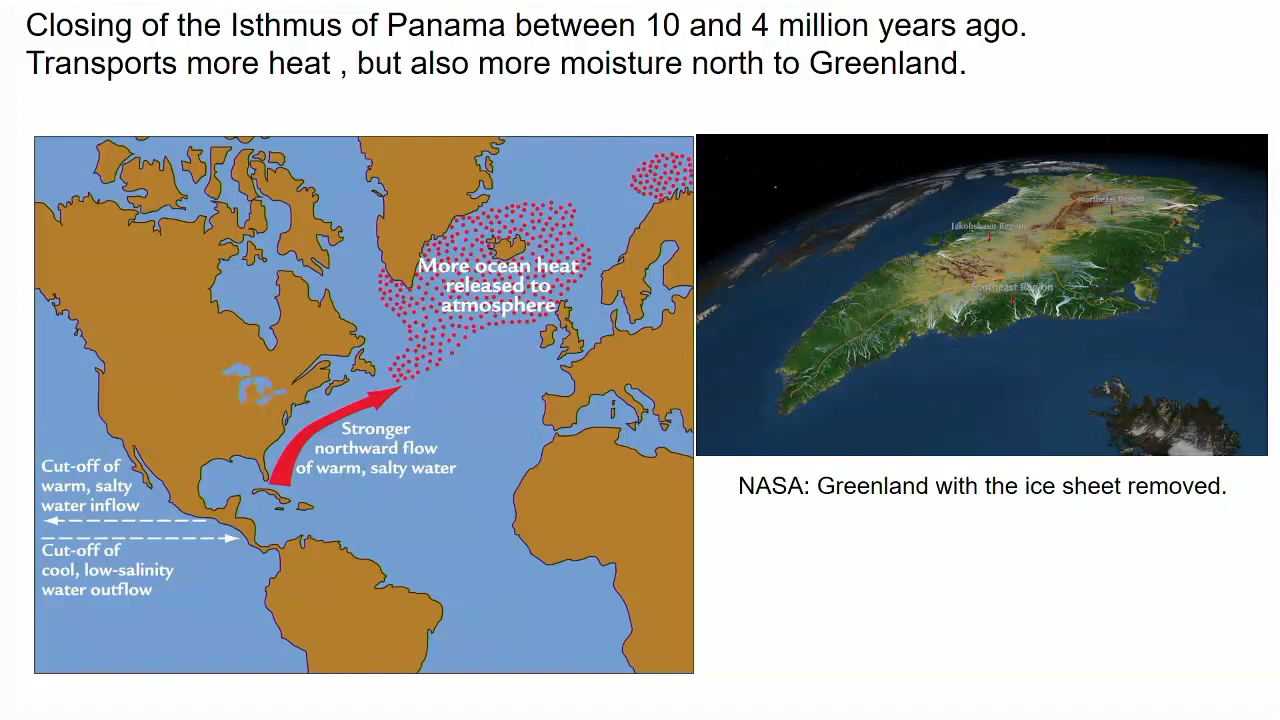 Closing of the Isthmus of Panama between 10 and 4 million years ago.
Transports more heat , but also more moisture north to Greenland.
More ocean heat
released to
atmosphere
Stronger
northward flow
of warm, salty water
Cut-off of
warm, salty
water inflow
Cut-off of
cool, low-salinity
water outflow
Northeast Region
Jakobshavn Region
Southeast Region
NASA: Greenland with the ice sheet removed.